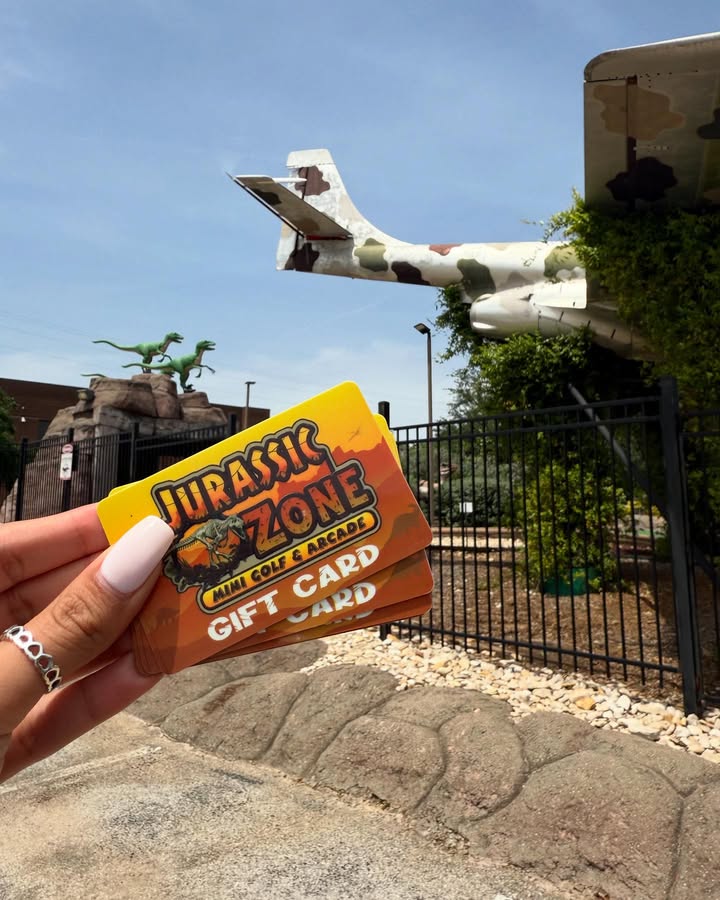 JURASSIC
ZONE
MINI GOLF & ARCADE
GIFT CARD
CARD